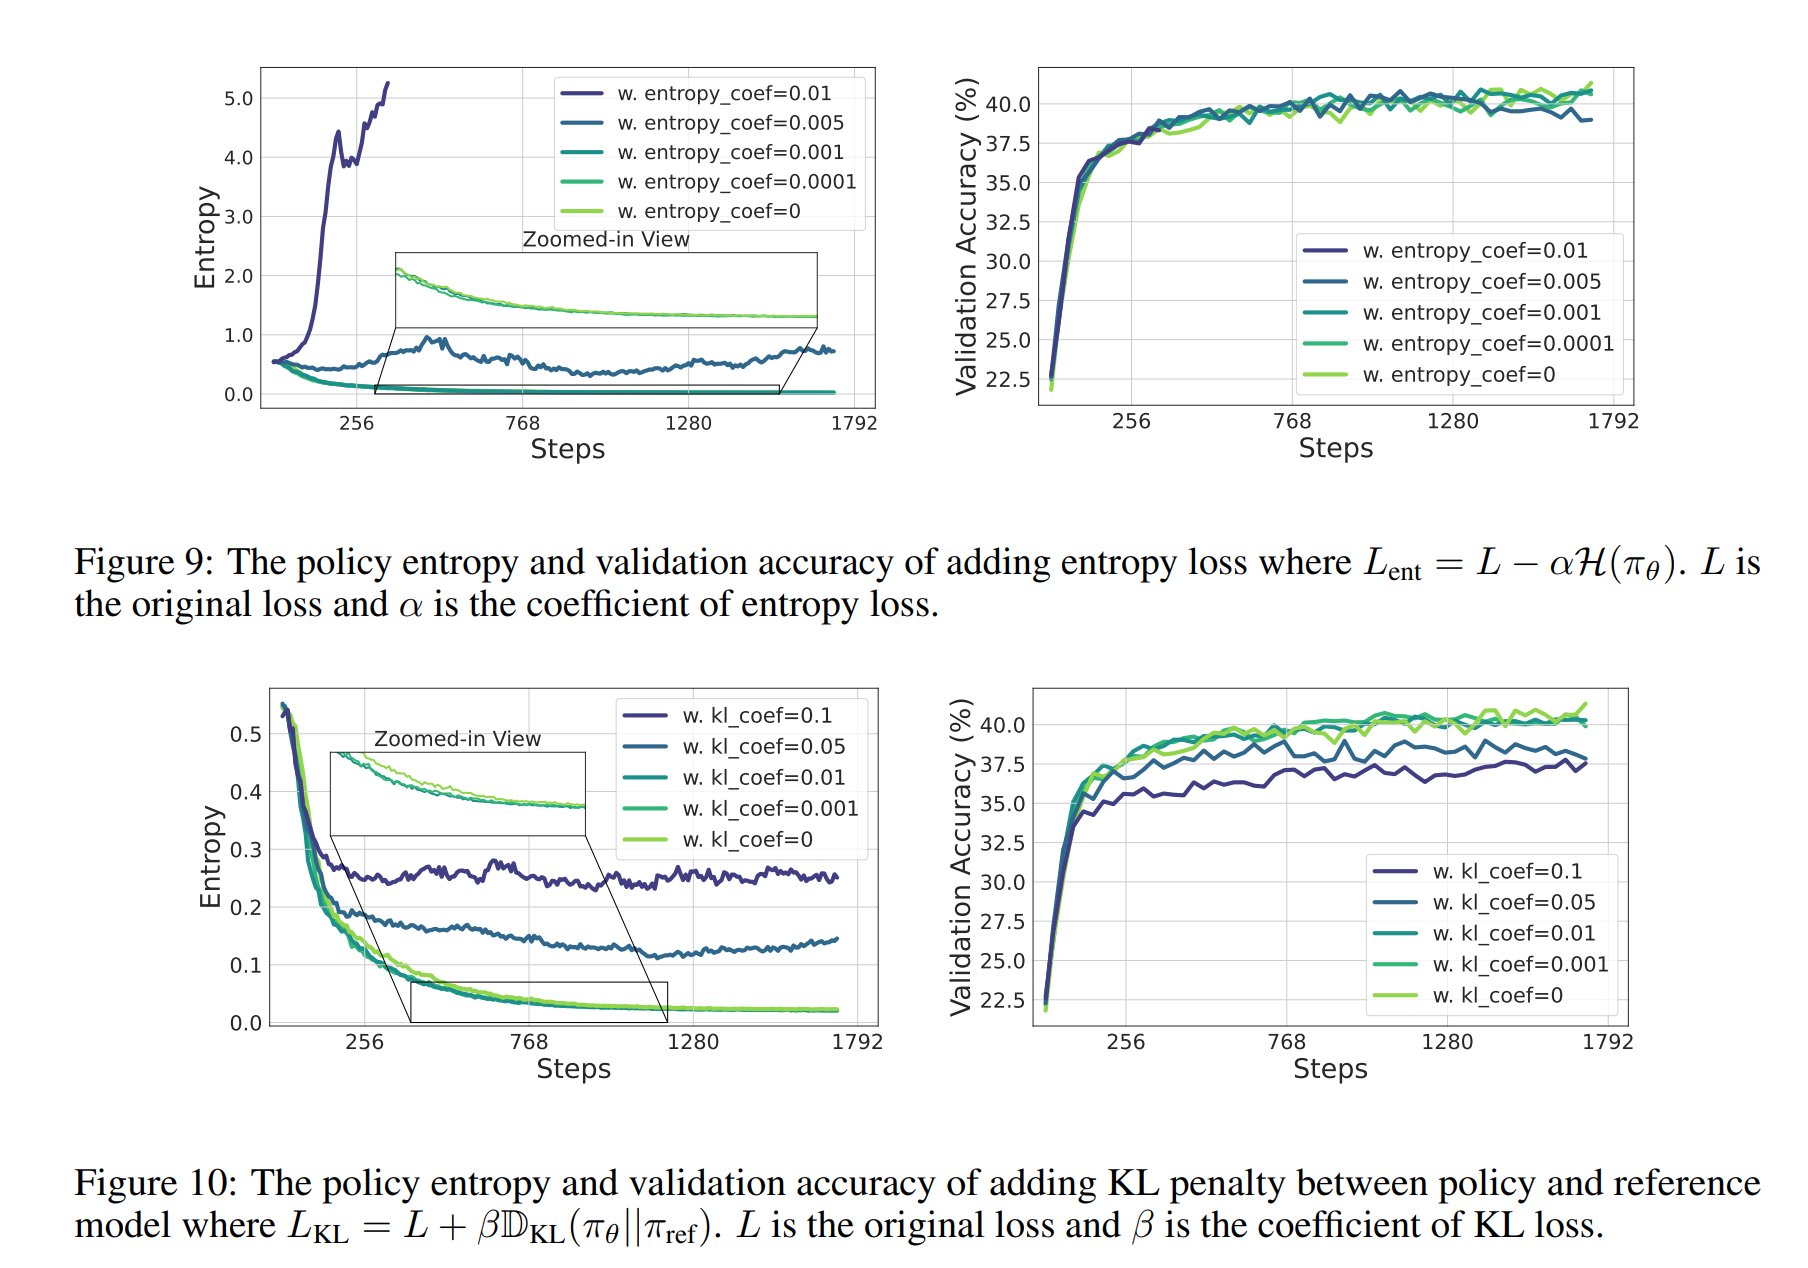 5.0
4.0
3.0
2.0
1.0
0.0
Entropy
w. entropy_coef=0.01
w. entropy_coef=0.005
w. entropy_coef=0.001
w. entropy_coef=0.0001
w. entropy_coef=0
Zoomed-in View
256 768 1280 1792
Steps
40.0
37.5
35.0
32.5
30.0
27.5
25.0
22.5
Validation Accuracy (%)
w. entropy_coef=0.01
w. entropy_coef=0.005
w. entropy_coef=0.001
w. entropy_coef=0.0001
w. entropy_coef=0
256 768 1280 1792
Steps
Figure 9: The policy entropy and validation accuracy of adding entropy loss where L_ent = L − αℋ(π_θ). L is
the original loss and α is the coefficient of entropy loss.
0.5
0.4
0.3
0.2
0.1
0.0
Entropy
Zoomed-in View
w. kl_coef=0.1
w. kl_coef=0.05
w. kl_coef=0.01
w. kl_coef=0.001
w. kl_coef=0
256 768 1280 1792
Steps
40.0
37.5
35.0
32.5
30.0
27.5
25.0
22.5
Validation Accuracy (%)
w. kl_coef=0.1
w. kl_coef=0.05
w. kl_coef=0.01
w. kl_coef=0.001
w. kl_coef=0
256 768 1280 1792
Steps
Figure 10: The policy entropy and validation accuracy of adding KL penalty between policy and reference
model where L_KL = L + β𝔻_KL(π_θ||π_ref). L is the original loss and β is the coefficient of KL loss.